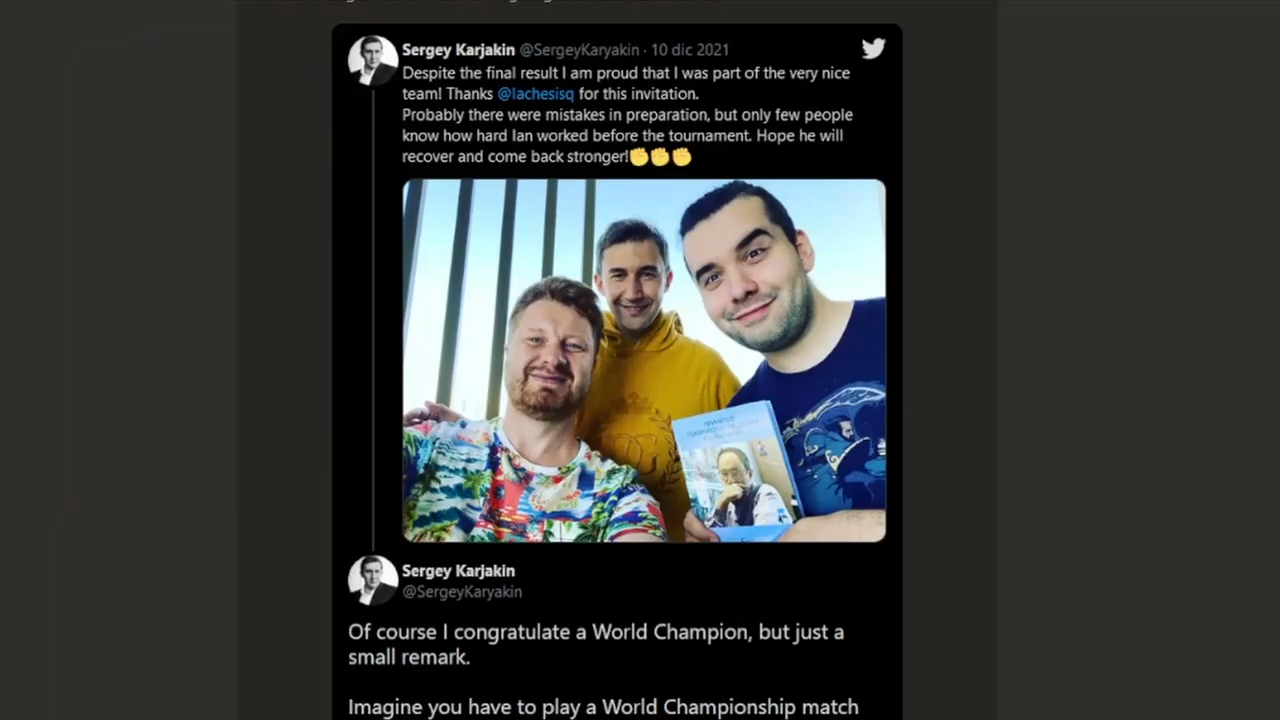 Sergey Karjakin @SergeyKaryakin · 10 dic 2021
Despite the final result I am proud that I was part of the very nice
team! Thanks @lachesisq for this invitation.
Probably there were mistakes in preparation, but only few people
know how hard Ian worked before the tournament. Hope he will
recover and come back stronger!✊✊✊
Sergey Karjakin
@SergeyKaryakin
Of course I congratulate a World Champion, but just a
small remark.
Imagine you have to play a World Championship match